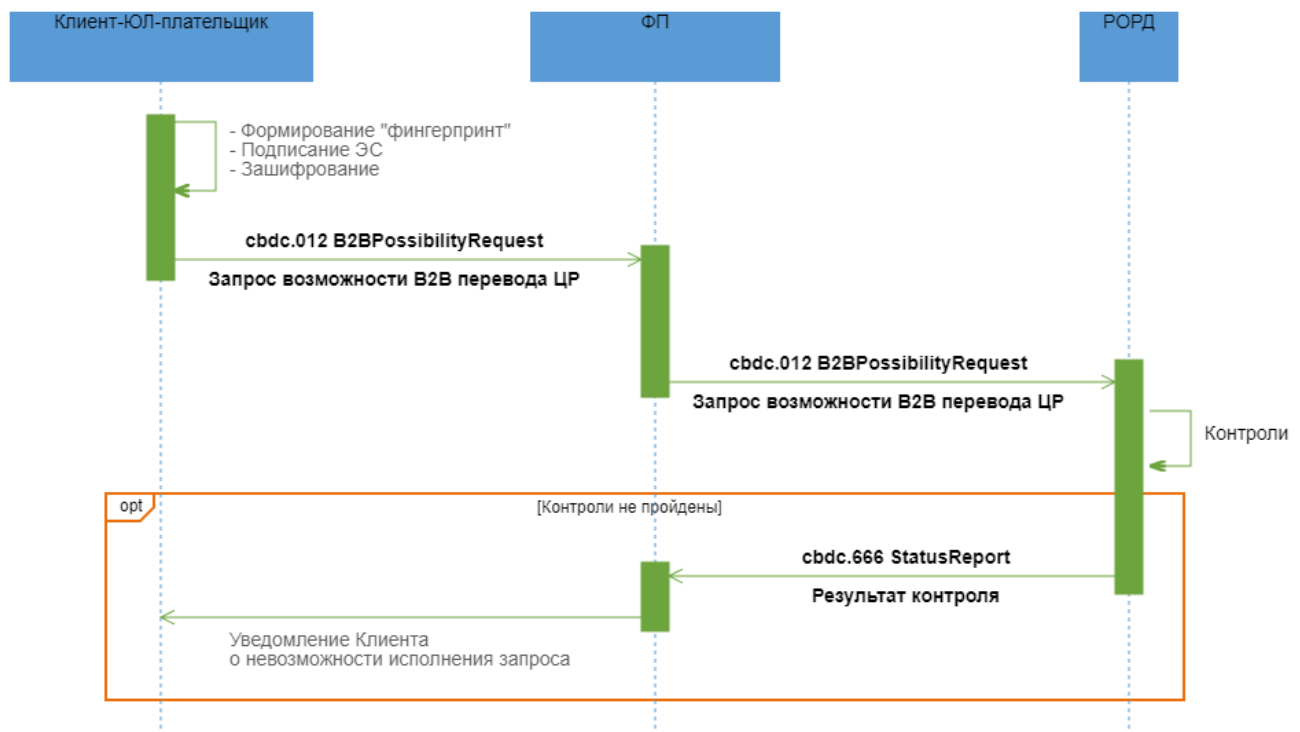 Клиент-ЮЛ-плательщик
ФП
РОРД
- Формирование "фингерпринт"
- Подписание ЭС
- Зашифрование
cbdc.012 B2BPossibilityRequest
Запрос возможности B2B перевода ЦР
cbdc.012 B2BPossibilityRequest
Запрос возможности B2B перевода ЦР
Контроли
opt
[Контроли не пройдены]
cbdc.666 StatusReport
Результат контроля
Уведомление Клиента
о невозможности исполнения запроса